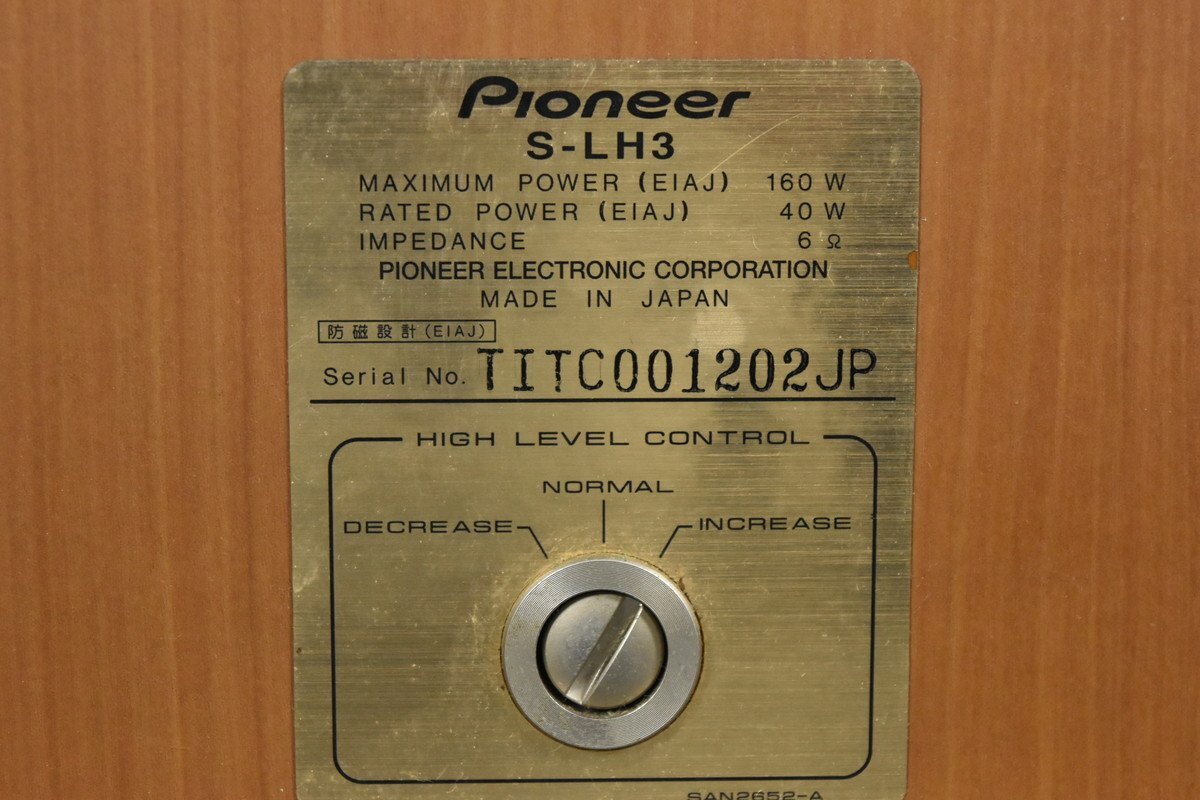 Pioneer
S-LH3
MAXIMUM POWER (EIAJ) 160 W
RATED POWER (EIAJ) 40 W
IMPEDANCE 6 Ω
PIONEER ELECTRONIC CORPORATION
MADE IN JAPAN
防磁設計(EIAJ)
Serial No. TITC001202JP
HIGH LEVEL CONTROL
NORMAL
DECREASE
INCREASE
SAN2652-A